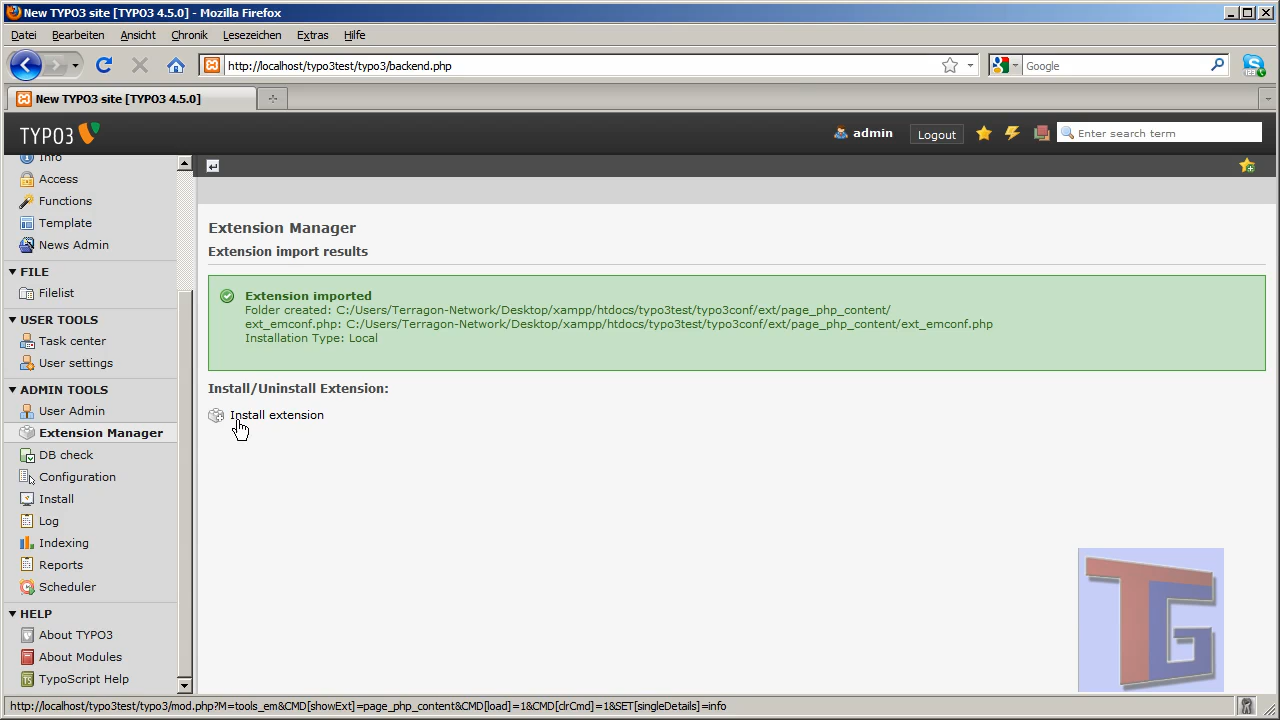 New TYPO3 site [TYPO3 4.5.0] - Mozilla Firefox
Datei Bearbeiten Ansicht Chronik Lesezeichen Extras Hilfe
http://localhost/typo3test/typo3/backend.php
Google
New TYPO3 site [TYPO3 4.5.0]
TYPO3
admin
Logout
Enter search term
Info
Access
Functions
Template
News Admin
FILE
Filelist
USER TOOLS
Task center
User settings
ADMIN TOOLS
User Admin
Extension Manager
DB check
Configuration
Install
Log
Indexing
Reports
Scheduler
HELP
About TYPO3
About Modules
TypoScript Help
Extension Manager
Extension import results
Extension imported
Folder created: C:/Users/Terragon-Network/Desktop/xampp/htdocs/typo3test/typo3conf/ext/page_php_content/
ext_emconf.php: C:/Users/Terragon-Network/Desktop/xampp/htdocs/typo3test/typo3conf/ext/page_php_content/ext_emconf.php
Installation Type: Local
Install/Uninstall Extension:
Install extension
TG
http://localhost/typo3test/typo3/mod.php?M=tools_em&CMD[showExt]=page_php_content&CMD[load]=1&CMD[clrCmd]=1&SET[singleDetails]=info